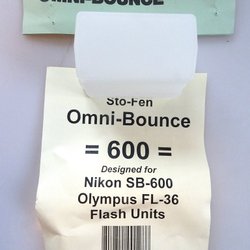 OMNI-BOUNCE
Sto-Fen
Omni-Bounce
= 600 =
Designed for
Nikon SB-600
Olympus FL-36
Flash Units